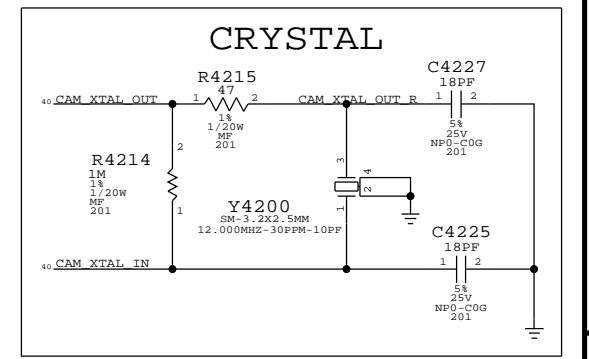 CRYSTAL
C4227
18PF
1 2
5%
25V
NP0-C0G
201
R4215
47
1 2
1%
1/20W
MF
201
40 CAM_XTAL_OUT
CAM_XTAL_OUT_R
R4214
1M
1%
1/20W
MF
201
2
1
3
4
2
1
Y4200
SM-3.2X2.5MM
12.000MHZ-30PPM-10PF
C4225
18PF
1 2
5%
25V
NP0-C0G
201
40 CAM_XTAL_IN